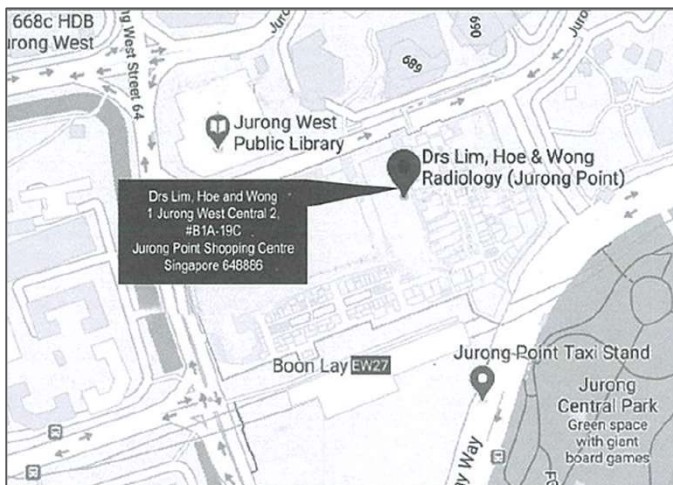 668c HDB
urong West
ng West Street 64
Juro
Juro
689
690
Jurong West
Public Library
Drs Lim, Hoe & Wong
Radiology (Jurong Point)
Drs Lim, Hoe and Wong
1 Jurong West Central 2,
#B1A-19C
Jurong Point Shopping Centre
Singapore 648886
Boon Lay EW27
Jurong Point Taxi Stand
Jurong
Central Park
Green space
with giant
board games
y Way